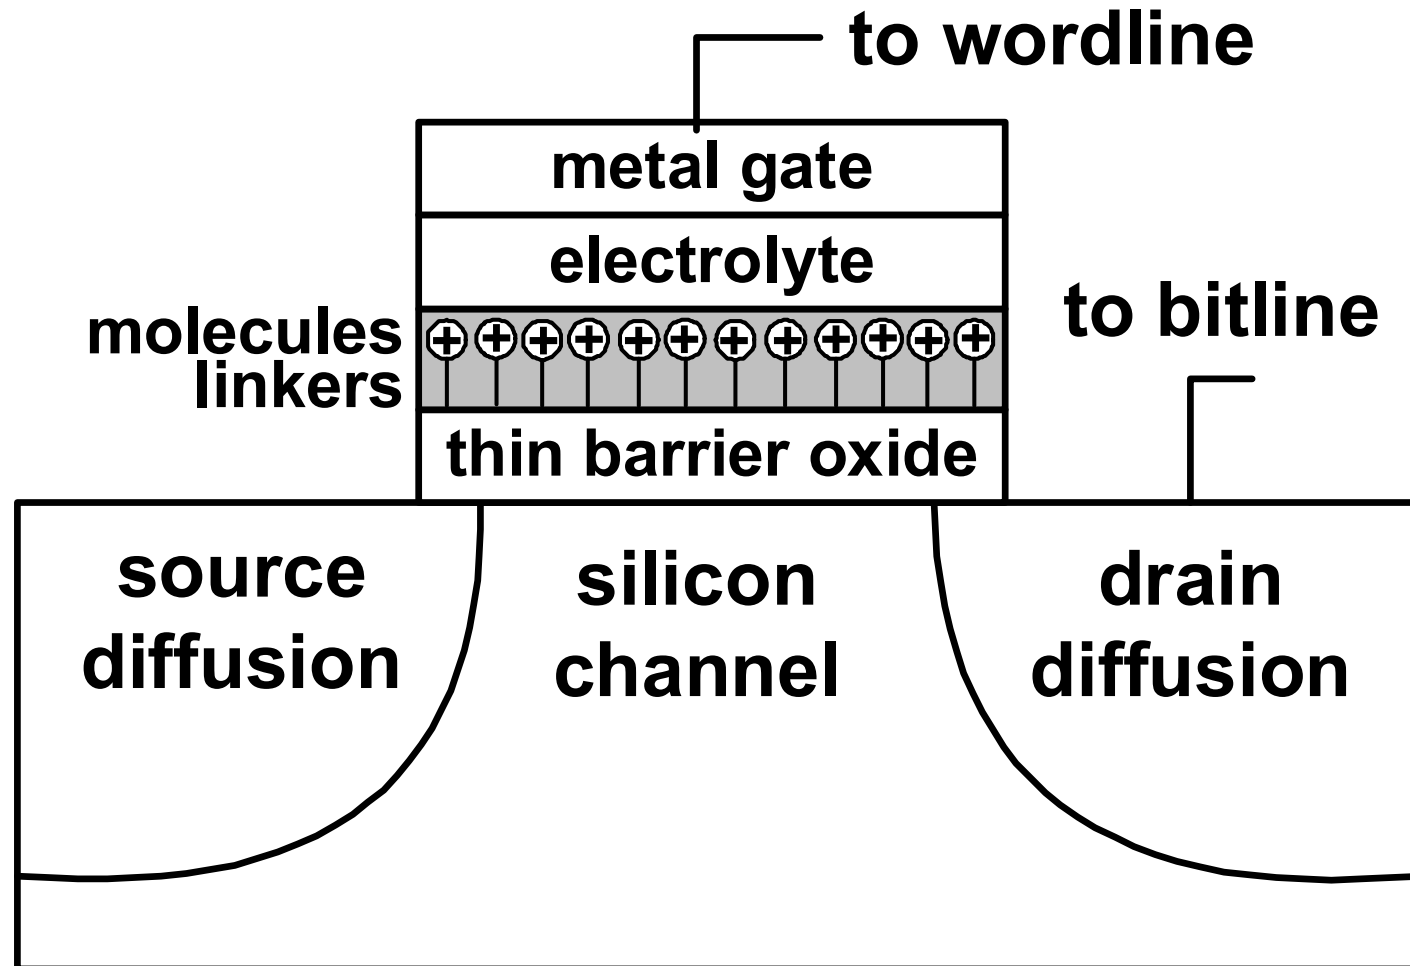 to wordline
metal gate
electrolyte
to bitline
molecules
linkers
thin barrier oxide
source
diffusion
silicon
channel
drain
diffusion